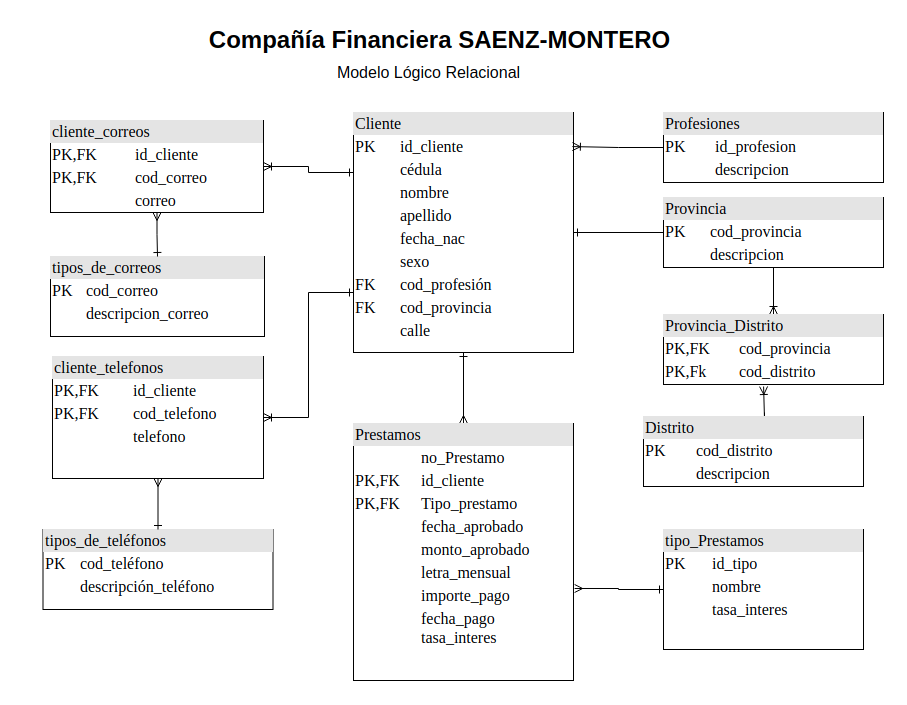 Compañía Financiera SAENZ-MONTERO
Modelo Lógico Relacional
cliente_correos
PK,FK id_cliente
PK,FK cod_correo
correo
tipos_de_correos
PK cod_correo
descripcion_correo
cliente_telefonos
PK,FK id_cliente
PK,FK cod_telefono
telefono
tipos_de_teléfonos
PK cod_teléfono
descripción_teléfono
Cliente
PK id_cliente
cédula
nombre
apellido
fecha_nac
sexo
FK cod_profesión
FK cod_provincia
calle
Prestamos
no_Prestamo
PK,FK id_cliente
PK,FK Tipo_prestamo
fecha_aprobado
monto_aprobado
letra_mensual
importe_pago
fecha_pago
tasa_interes
Profesiones
PK id_profesion
descripcion
Provincia
PK cod_provincia
descripcion
Provincia_Distrito
PK,FK cod_provincia
PK,Fk cod_distrito
Distrito
PK cod_distrito
descripcion
tipo_Prestamos
PK id_tipo
nombre
tasa_interes